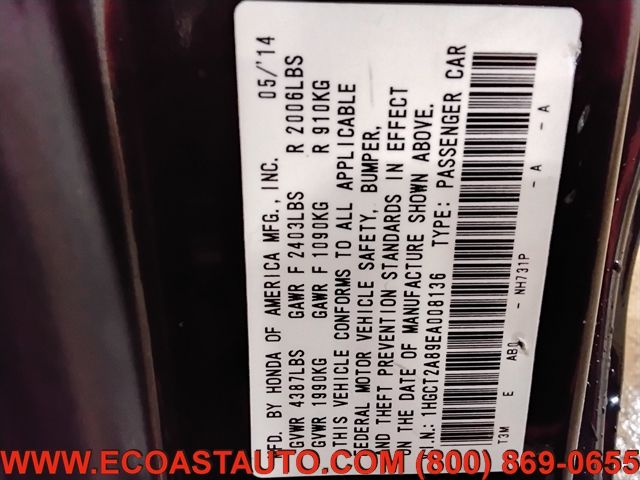 MFD. BY HONDA OF AMERICA MFG., INC. 05/'14
GVWR 4387LBS GAWR F 2403LBS R 2006LBS
GVWR 1990KG GAWR F 1090KG R 910KG
THIS VEHICLE CONFORMS TO ALL APPLICABLE
FEDERAL MOTOR VEHICLE SAFETY, BUMPER,
AND THEFT PREVENTION STANDARDS IN EFFECT
ON THE DATE OF MANUFACTURE SHOWN ABOVE.
V.I.N.: 1HGCT2A89EA008136 TYPE: PASSENGER CAR
T3M E AB0 - NH731P - A - A
WWW.ECOASTAUTO.COM (800) 869-0655